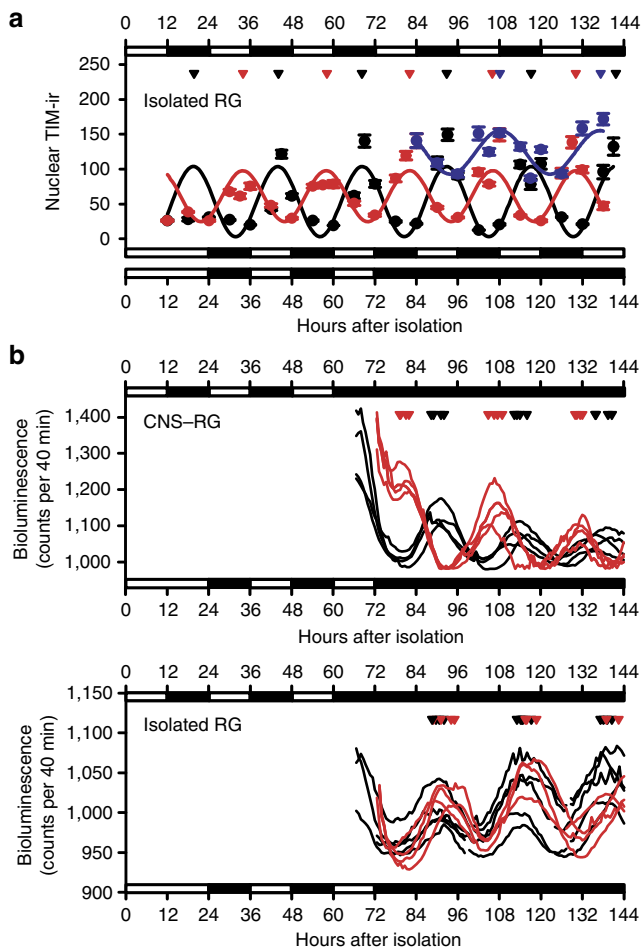 a
0 12 24 36 48 60 72 84 96 108 120 132 144
250
200
150
100
50
0
Nuclear TIM-ir
Isolated RG
0 12 24 36 48 60 72 84 96 108 120 132 144
Hours after isolation
b
0 12 24 36 48 60 72 84 96 108 120 132 144
1,400
1,300
1,200
1,100
1,000
Bioluminescence
(counts per 40 min)
CNS–RG
0 12 24 36 48 60 72 84 96 108 120 132 144
Hours after isolation
0 12 24 36 48 60 72 84 96 108 120 132 144
1,150
1,100
1,050
1,000
950
900
Bioluminescence
(counts per 40 min)
Isolated RG
0 12 24 36 48 60 72 84 96 108 120 132 144
Hours after isolation